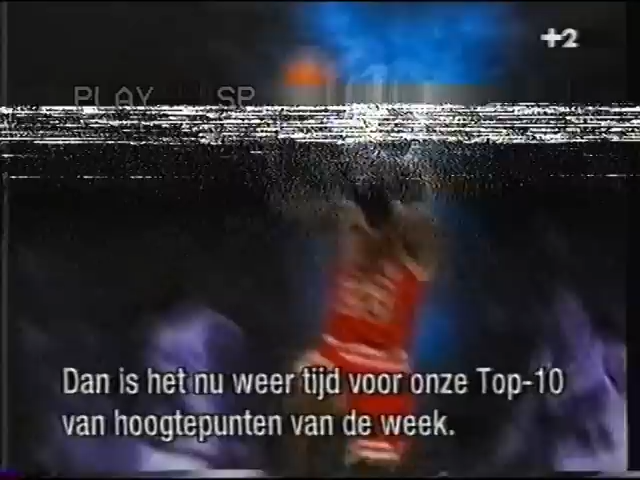 +2
PLAY SP
Dan is het nu weer tijd voor onze Top-10
van hoogtepunten van de week.